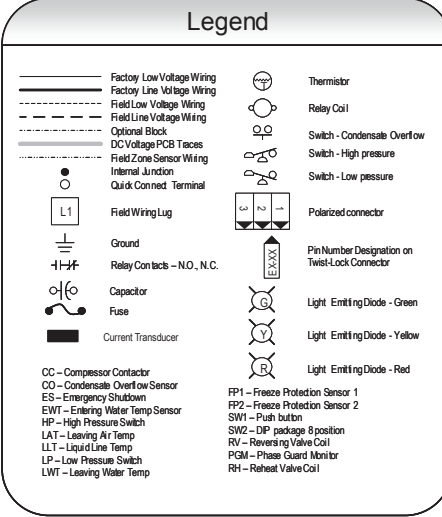 Legend
Factory Low Voltage Wiring
Factory Line Voltage Wiring
Field Low Voltage Wiring
Field Line Voltage Wiring
Optional Block
DC Voltage PCB Traces
Field Zone Sensor Wiring
Internal Junction
Quick Connect Terminal
L1
Field Wiring Lug
Ground
Relay Contacts – N.O., N.C.
Capacitor
Fuse
Current Transducer
Thermistor
Relay Coil
Switch - Condensate Overflow
Switch - High pressure
Switch - Low pressure
3 2 1
Polarized connector
EX-XX
Pin Number Designation on
Twist-Lock Connector
G
Light Emitting Diode - Green
Y
Light Emitting Diode - Yellow
R
Light Emitting Diode - Red
CC – Compressor Contactor
CO – Condensate Overflow Sensor
ES – Emergency Shutdown
EWT – Entering Water Temp Sensor
HP – High Pressure Switch
LAT – Leaving Air Temp
LLT – Liquid Line Temp
LP – Low Pressure Switch
LWT – Leaving Water Temp
FP1 – Freeze Protection Sensor 1
FP2 – Freeze Protection Sensor 2
SW1 – Push button
SW2 – DIP package 8 position
RV – Reversing Valve Coil
PGM – Phase Guard Monitor
RH – Reheat Valve Coil